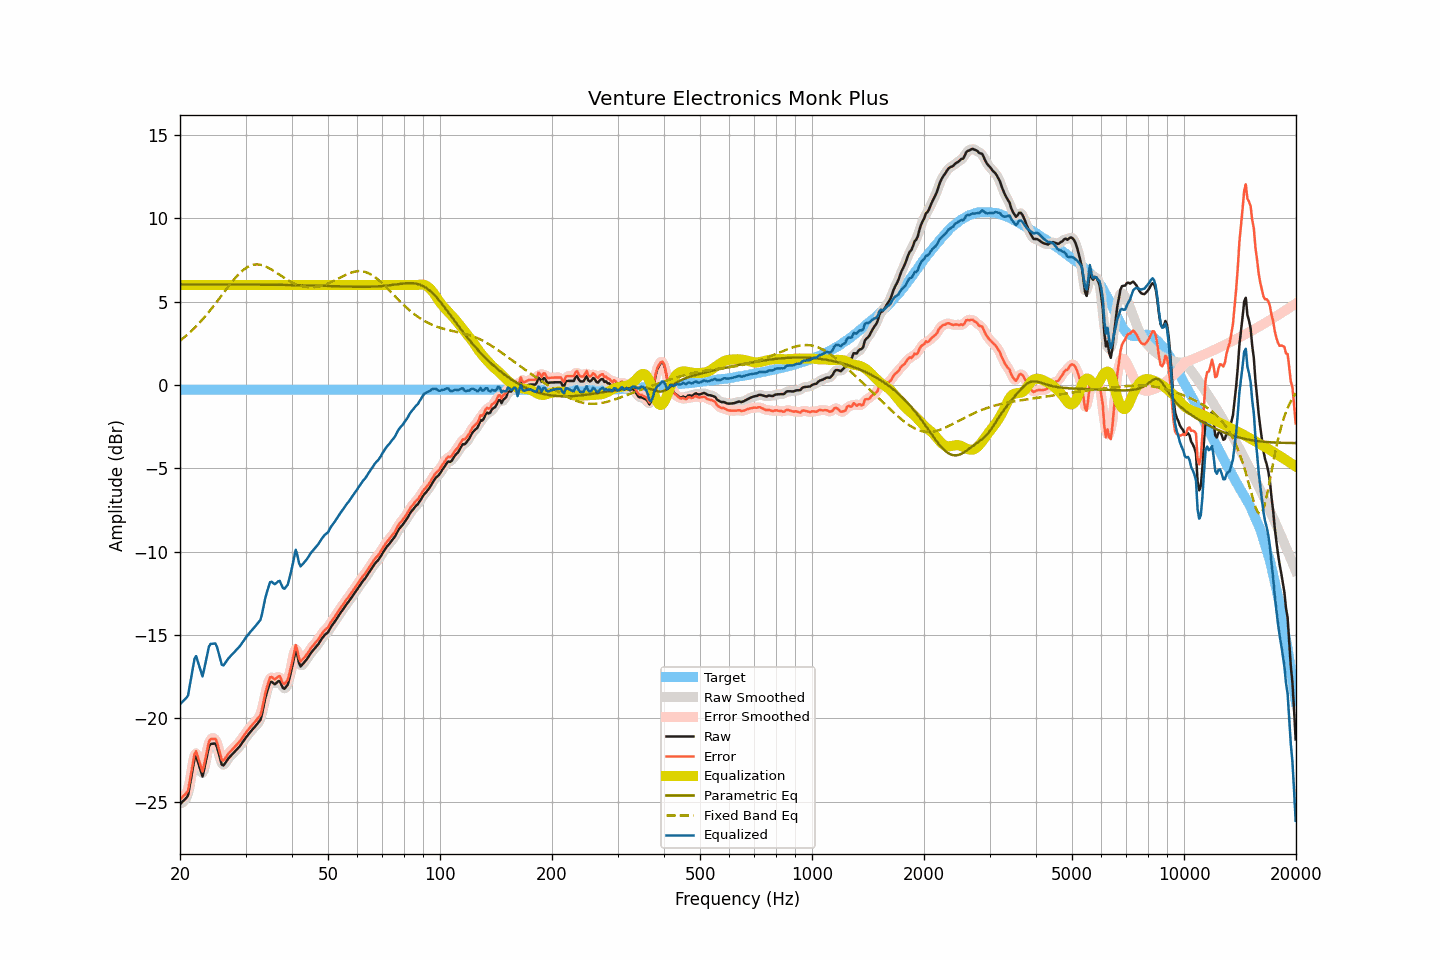 Venture Electronics Monk Plus
15
10
5
0
−5
−10
−15
−20
−25
Amplitude (dBr)
Target
Raw Smoothed
Error Smoothed
Raw
Error
Equalization
Parametric Eq
Fixed Band Eq
Equalized
20 50 100 200 500 1000 2000 5000 10000 20000
Frequency (Hz)